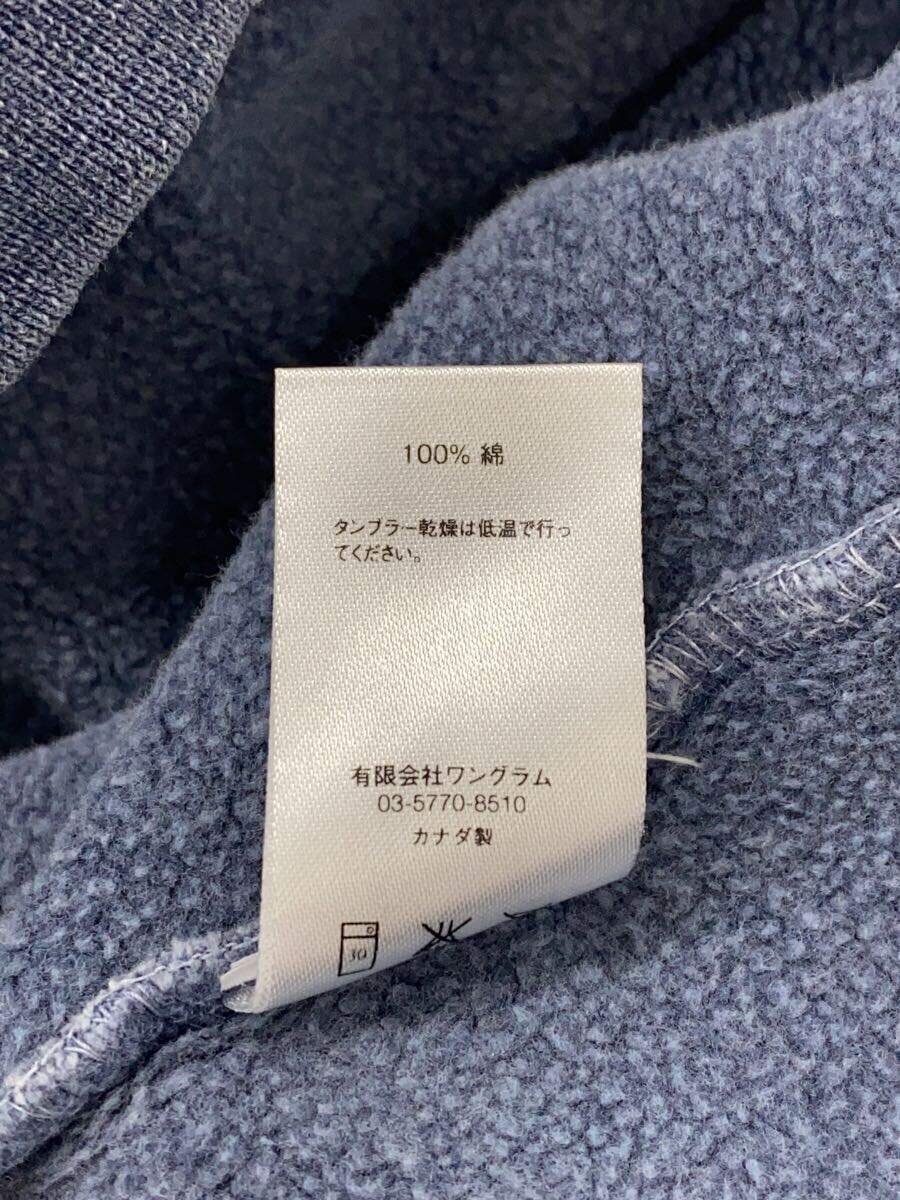 100% 綿
タンブラー乾燥は低温で行っ
てください。
有限会社ワングラム
03-5770-8510
カナダ製
30